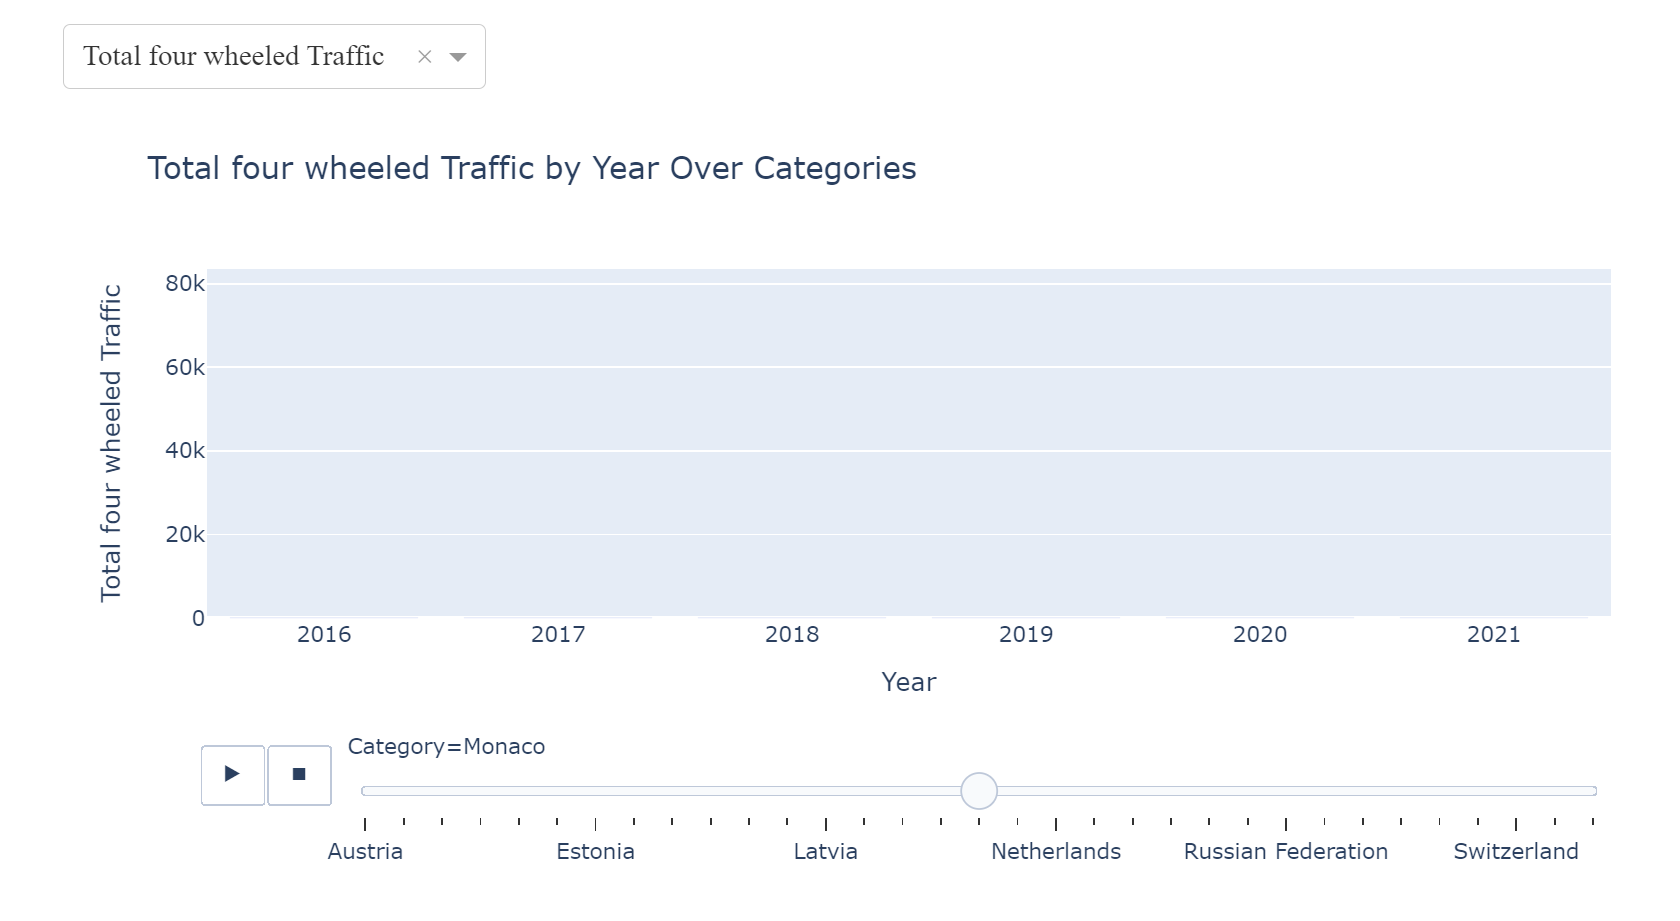 Total four wheeled Traffic ×
Total four wheeled Traffic by Year Over Categories
Total four wheeled Traffic
80k
60k
40k
20k
0
2016 2017 2018 2019 2020 2021
Year
Category=Monaco
Austria Estonia Latvia Netherlands Russian Federation Switzerland